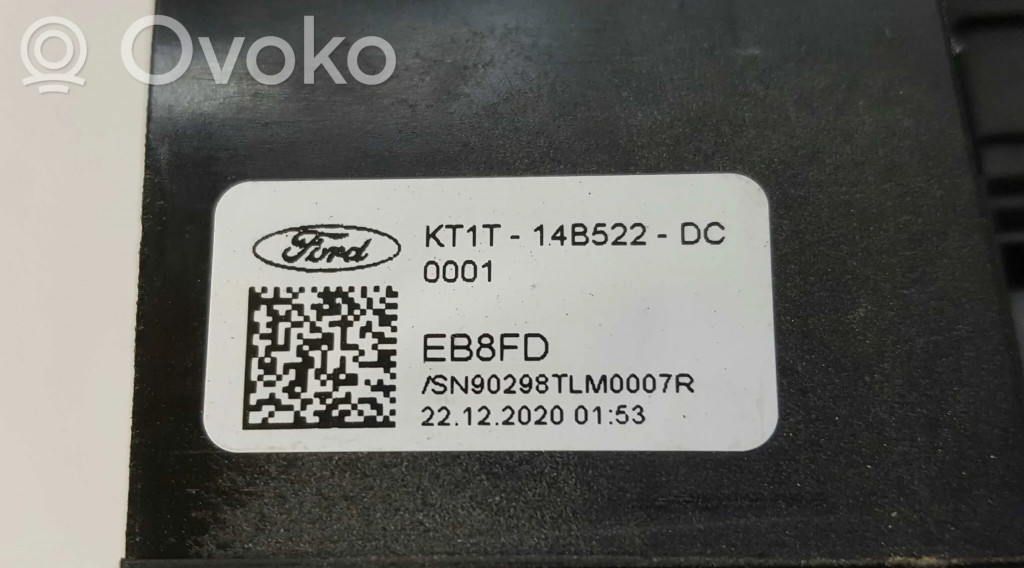 Ovoko
R
Ford
KT1T - 14B522 - DC
0001
EB8FD
/SN90298TLM0007R
22.12.2020 01:53